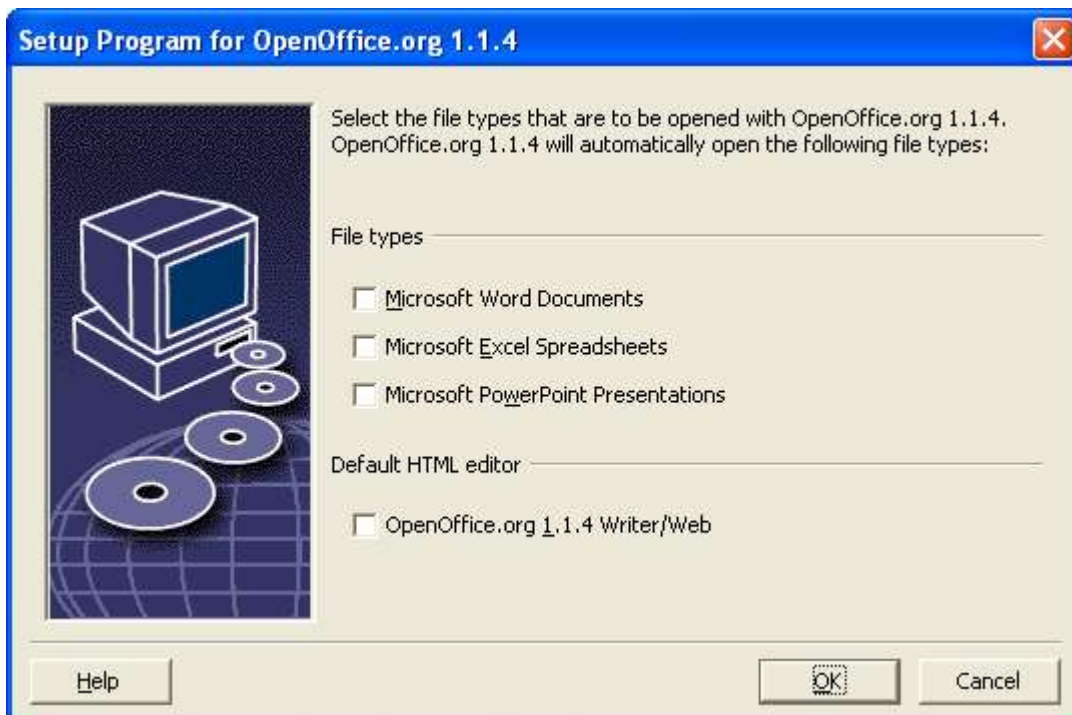 Setup Program for OpenOffice.org 1.1.4
Select the file types that are to be opened with OpenOffice.org 1.1.4.
OpenOffice.org 1.1.4 will automatically open the following file types:
File types
Microsoft Word Documents
Microsoft Excel Spreadsheets
Microsoft PowerPoint Presentations
Default HTML editor
OpenOffice.org 1.1.4 Writer/Web
Help
OK
Cancel